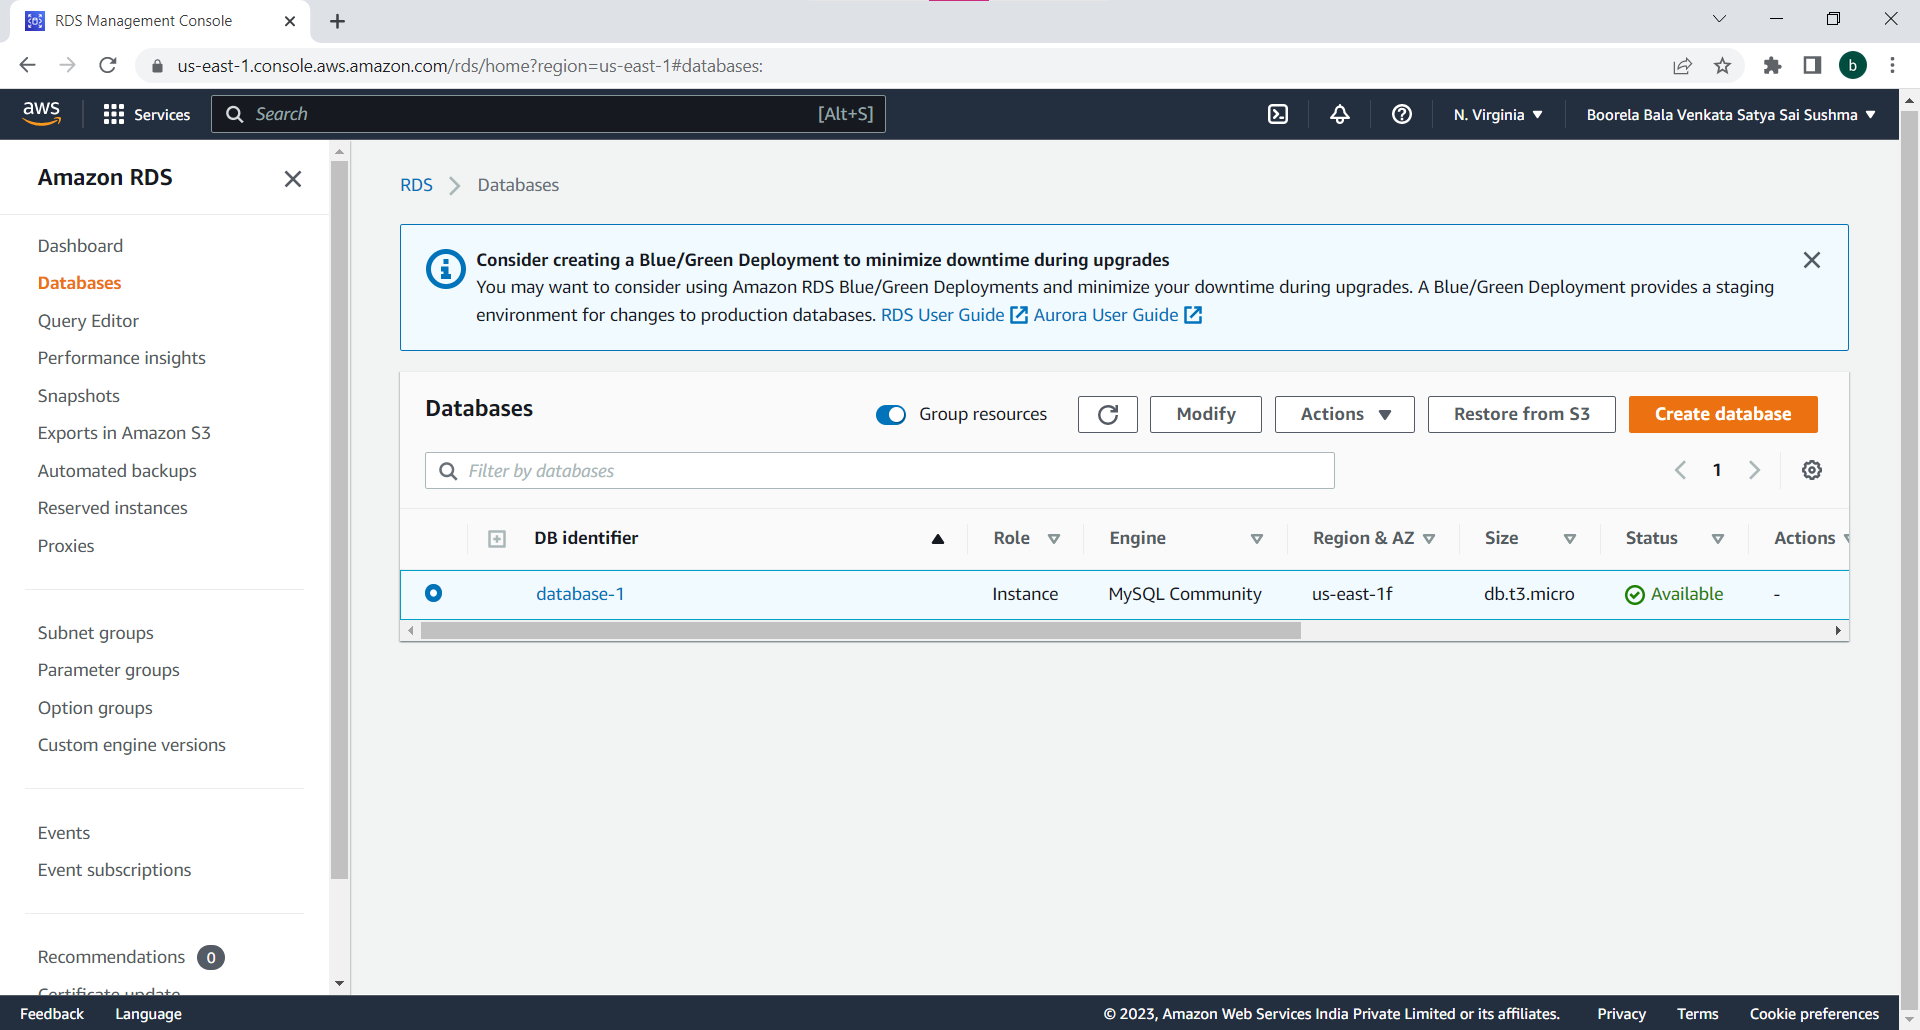 RDS Management Console
us-east-1.console.aws.amazon.com/rds/home?region=us-east-1#databases:
b
aws
Services
Search
[Alt+S]
N. Virginia
Boorela Bala Venkata Satya Sai Sushma
Amazon RDS
Dashboard
Databases
Query Editor
Performance insights
Snapshots
Exports in Amazon S3
Automated backups
Reserved instances
Proxies
Subnet groups
Parameter groups
Option groups
Custom engine versions
Events
Event subscriptions
Recommendations 0
Certificate update
RDS > Databases
Consider creating a Blue/Green Deployment to minimize downtime during upgrades
You may want to consider using Amazon RDS Blue/Green Deployments and minimize your downtime during upgrades. A Blue/Green Deployment provides a staging
environment for changes to production databases. RDS User Guide Aurora User Guide
Databases
Group resources
Modify
Actions
Restore from S3
Create database
Filter by databases
1
DB identifier Role Engine Region & AZ Size Status Actions
database-1 Instance MySQL Community us-east-1f db.t3.micro Available -
Feedback Language © 2023, Amazon Web Services India Private Limited or its affiliates. Privacy Terms Cookie preferences